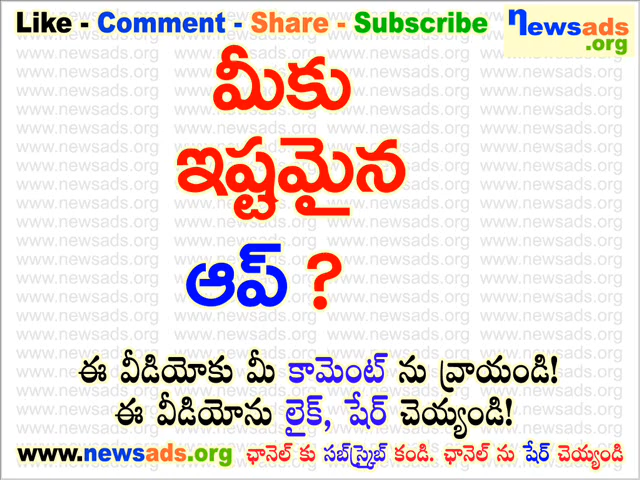 Like - Comment - Share - Subscribe
newsads
.org
మీకు
ఇష్టమైన
ఆప్ ?
ఈ వీడియోకు మీ కామెంట్ ను వ్రాయండి!
ఈ వీడియోను లైక్, షేర్ చెయ్యండి!
www.newsads.org ఛానెల్ కు సబ్‌స్క్రైబ్ కండి. ఛానెల్ ను షేర్ చెయ్యండి